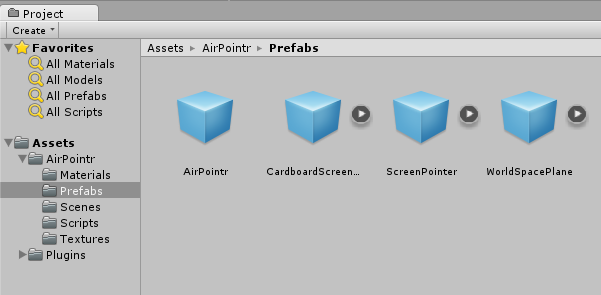 Project
Create
Favorites
All Materials
All Models
All Prefabs
All Scripts
Assets
AirPointr
Materials
Prefabs
Scenes
Scripts
Textures
Plugins
Assets ▸ AirPointr ▸ Prefabs
AirPointr
CardboardScreen...
ScreenPointer
WorldSpacePlane